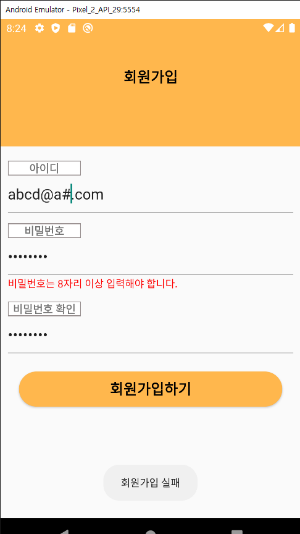 Android Emulator - Pixel_2_API_29:5554
8:24
회원가입
아이디
abcd@a#.com
비밀번호
••••••••
비밀번호는 8자리 이상 입력해야 합니다.
비밀번호 확인
••••••••
회원가입하기
회원가입 실패